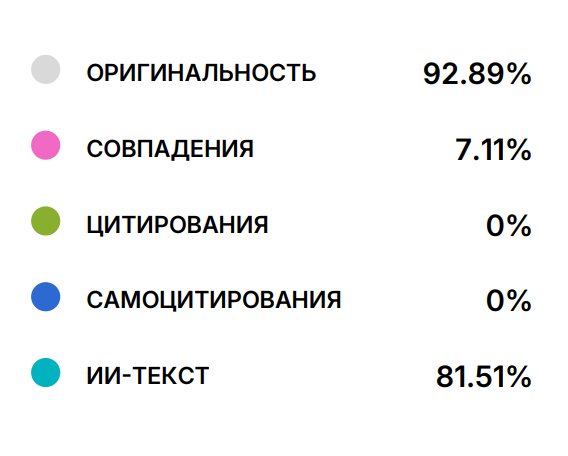 ОРИГИНАЛЬНОСТЬ 92.89%
СОВПАДЕНИЯ 7.11%
ЦИТИРОВАНИЯ 0%
САМОЦИТИРОВАНИЯ 0%
ИИ-ТЕКСТ 81.51%